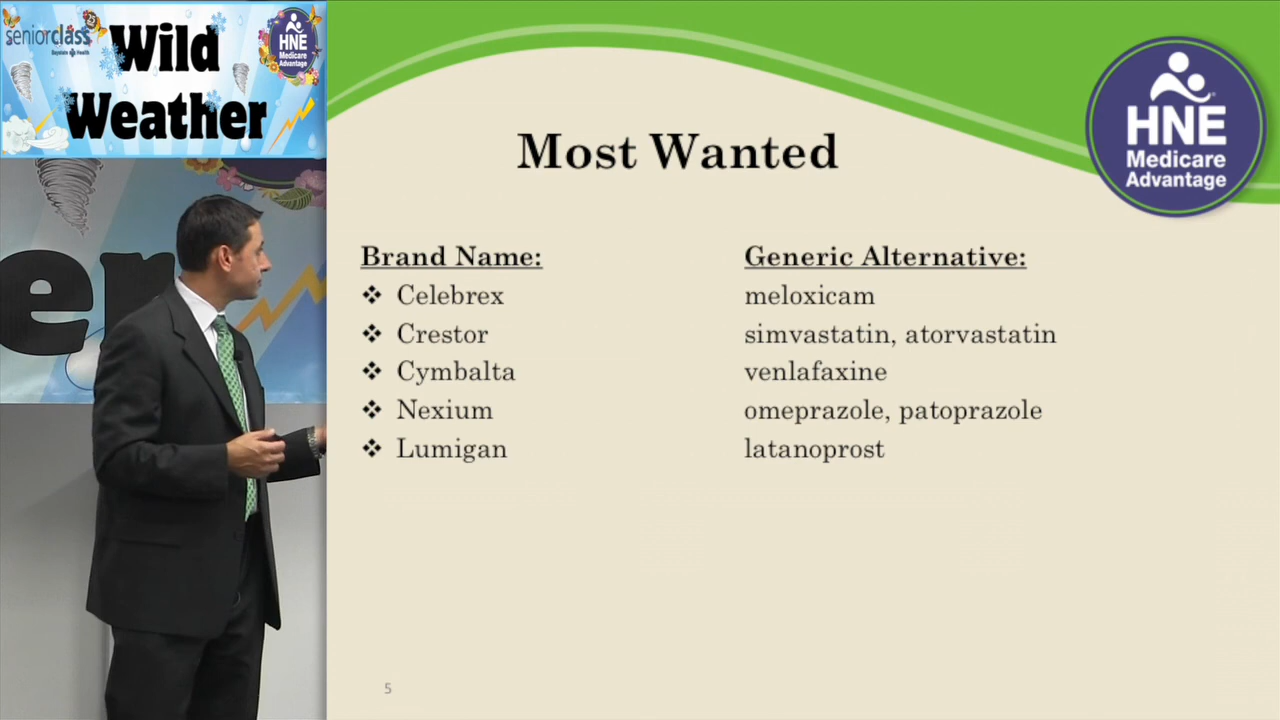 seniorclass
Baystate Health
Wild
Weather
HNE
Medicare
Advantage
er
Most Wanted
HNE
Medicare
Advantage
Brand Name:
Generic Alternative:
❖ Celebrex
meloxicam
❖ Crestor
simvastatin, atorvastatin
❖ Cymbalta
venlafaxine
❖ Nexium
omeprazole, patoprazole
❖ Lumigan
latanoprost
5